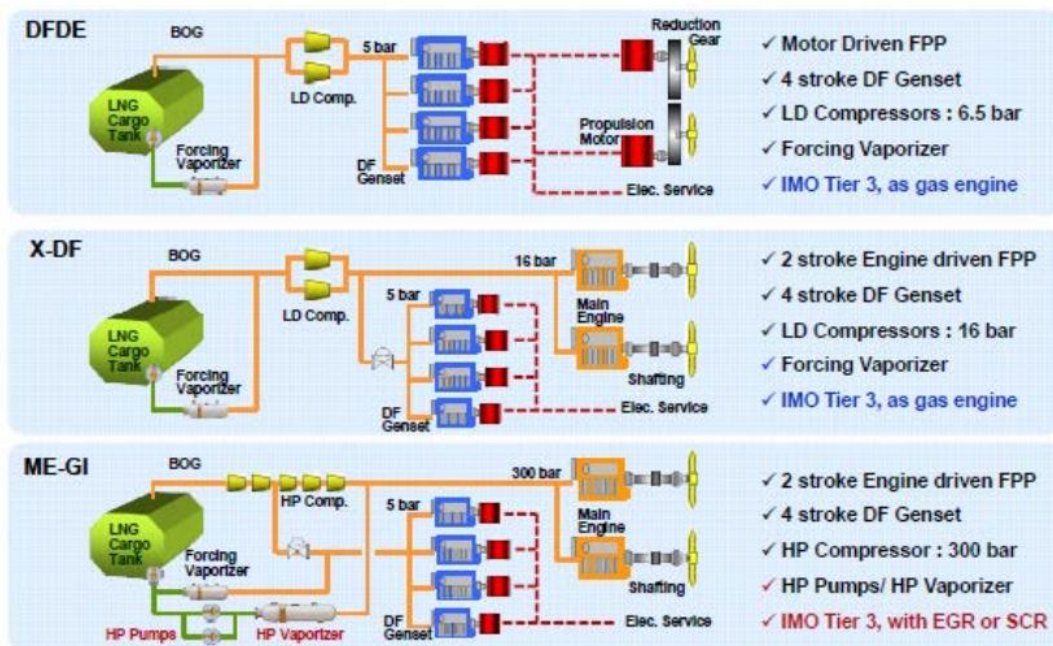 DFDE
BOG
LNG
Cargo
Tank
Forcing
Vaporizer
LD Comp.
5 bar
DF
Genset
Reduction
Gear
Propulsion
Motor
Elec. Service
✓ Motor Driven FPP
✓ 4 stroke DF Genset
✓ LD Compressors : 6.5 bar
✓ Forcing Vaporizer
✓ IMO Tier 3, as gas engine
X-DF
BOG
LNG
Cargo
Tank
Forcing
Vaporizer
LD Comp.
16 bar
5 bar
DF
Genset
Main
Engine
Shafting
Elec. Service
✓ 2 stroke Engine driven FPP
✓ 4 stroke DF Genset
✓ LD Compressors : 16 bar
✓ Forcing Vaporizer
✓ IMO Tier 3, as gas engine
ME-GI
BOG
LNG
Cargo
Tank
Forcing
Vaporizer
HP Pumps
HP Vaporizer
HP Comp.
300 bar
5 bar
DF
Genset
Main
Engine
Shafting
Elec. Service
✓ 2 stroke Engine driven FPP
✓ 4 stroke DF Genset
✓ HP Compressor : 300 bar
✓ HP Pumps/ HP Vaporizer
✓ IMO Tier 3, with EGR or SCR